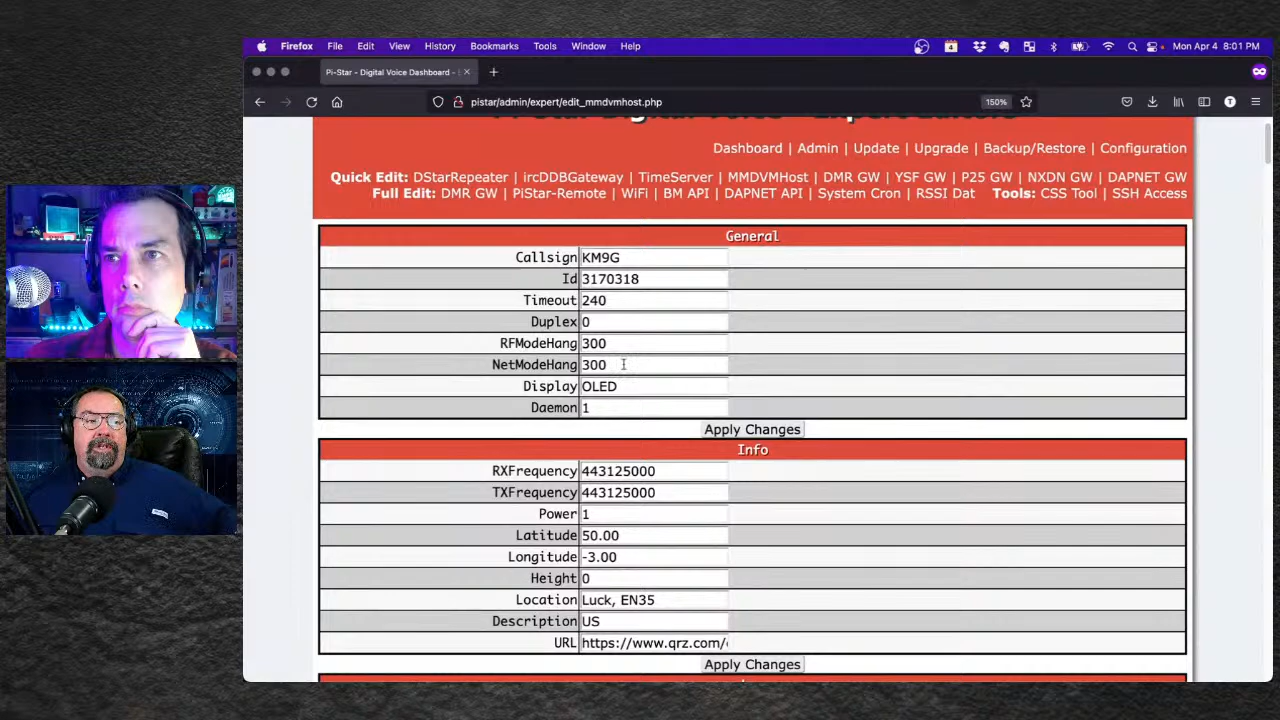 Firefox File Edit View History Bookmarks Tools Window Help 4 Mon Apr 4 8:01 PM
Pi-Star - Digital Voice Dashboard -
pistar/admin/expert/edit_mmdvmhost.php 150% T
Dashboard | Admin | Update | Upgrade | Backup/Restore | Configuration
Quick Edit: DStarRepeater | ircDDBGateway | TimeServer | MMDVMHost | DMR GW | YSF GW | P25 GW | NXDN GW | DAPNET GW
Full Edit: DMR GW | PiStar-Remote | WiFi | BM API | DAPNET API | System Cron | RSSI Dat Tools: CSS Tool | SSH Access
General
Callsign KM9G
Id 3170318
Timeout 240
Duplex 0
RFModeHang 300
NetModeHang 300
Display OLED
Daemon 1
Apply Changes
Info
RXFrequency 443125000
TXFrequency 443125000
Power 1
Latitude 50.00
Longitude -3.00
Height 0
Location Luck, EN35
Description US
URL https://www.qrz.com/
Apply Changes